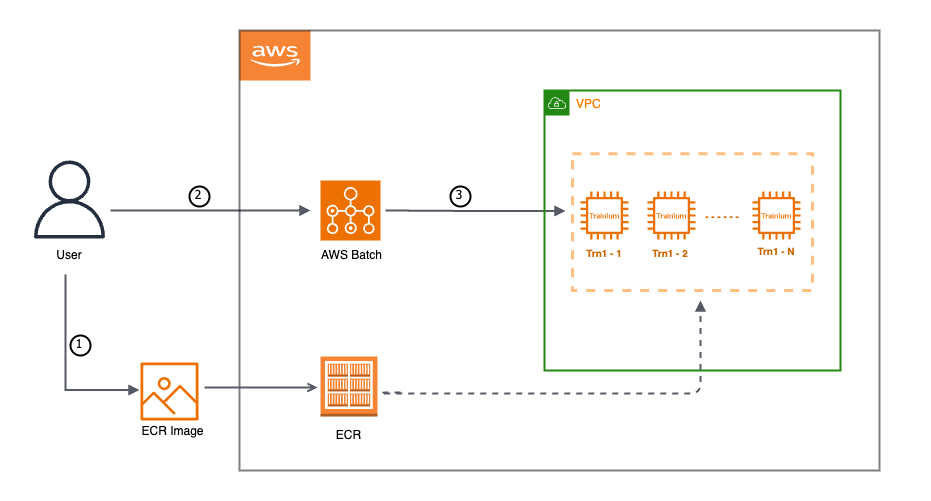 aws
VPC
2
3
Trainium
Trainium
Trainium
User
AWS Batch
Trn1 - 1
Trn1 - 2
Trn1 - N
1
ECR Image
ECR